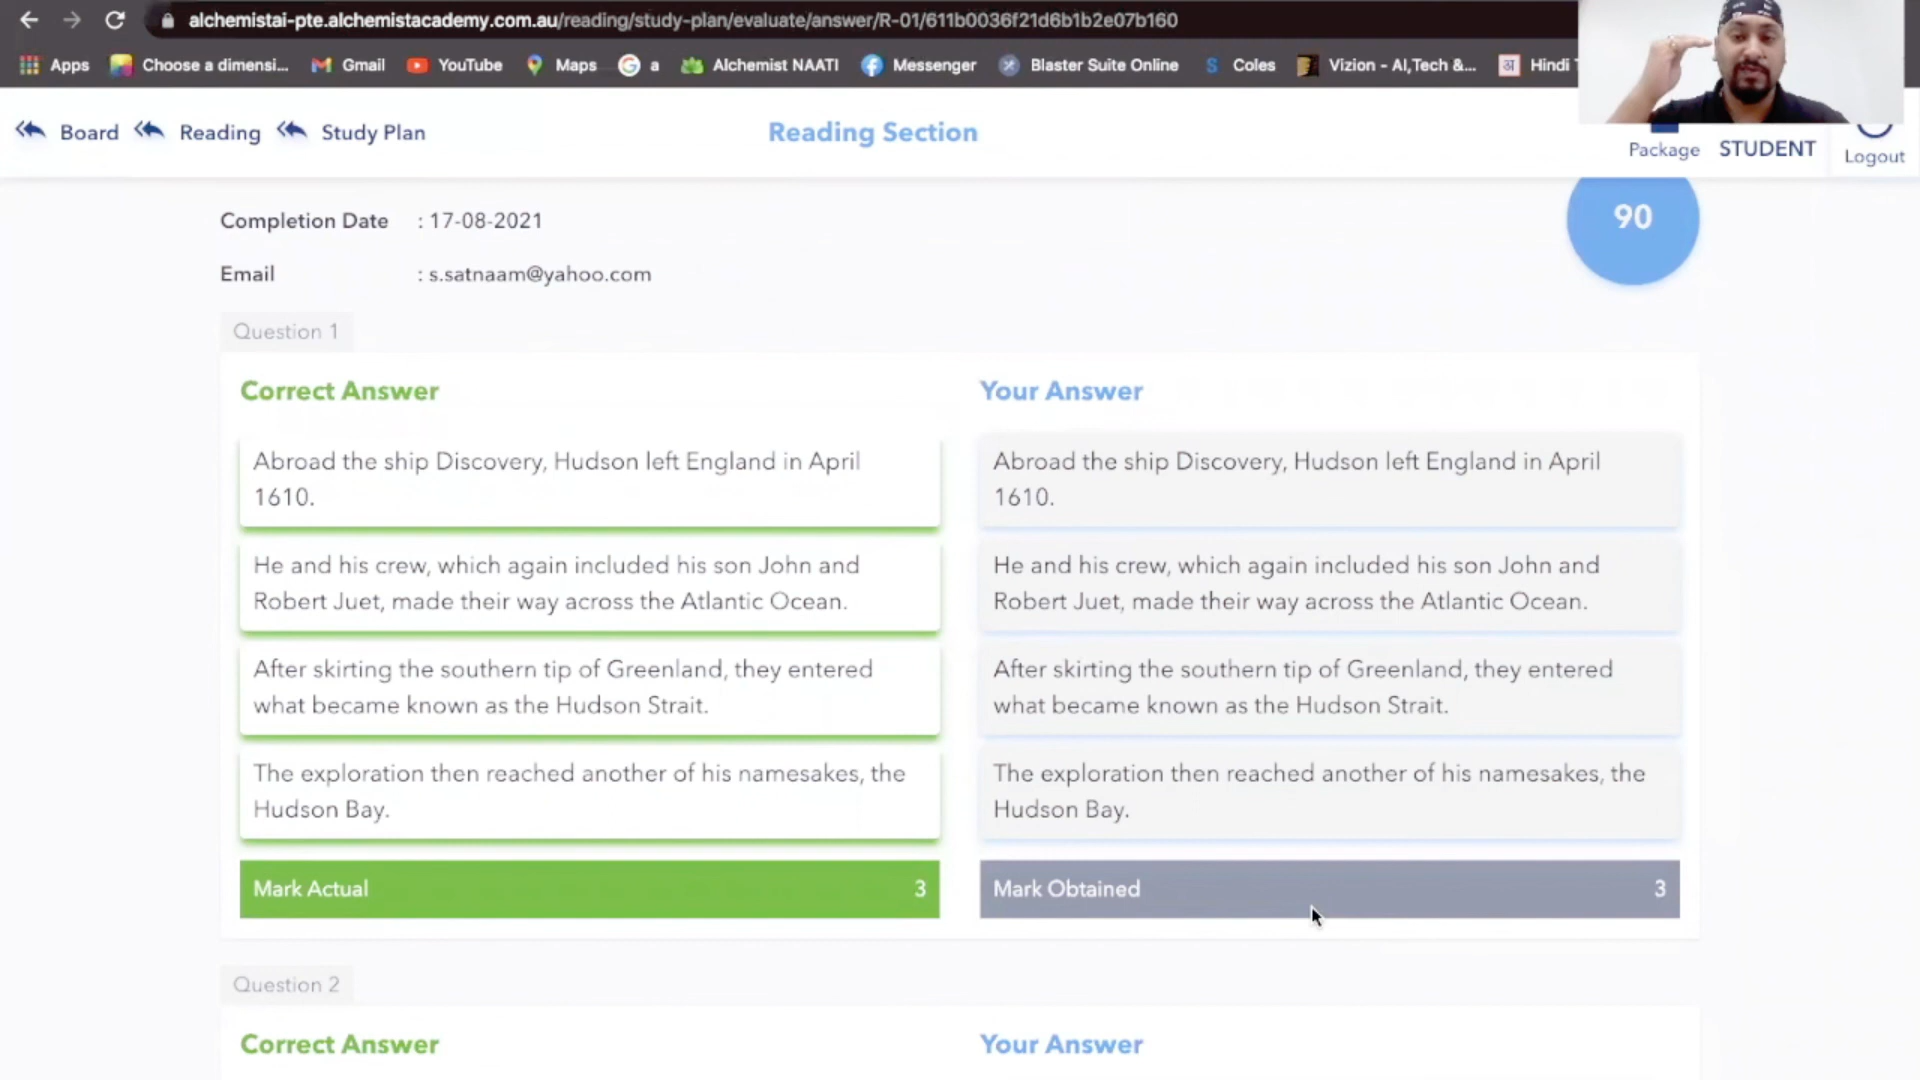 alchemistai-pte.alchemistacademy.com.au/reading/study-plan/evaluate/answer/R-01/611b0036f21d6b1b2e07b160
Apps Choose a dimensi... Gmail YouTube Maps a Alchemist NAATI Messenger Blaster Suite Online Coles Vizion - AI,Tech &... Hindi
Board Reading Study Plan Reading Section Package STUDENT Logout
Completion Date : 17-08-2021
90
Email : s.satnaam@yahoo.com
Question 1
Correct Answer
Abroad the ship Discovery, Hudson left England in April
1610.
He and his crew, which again included his son John and
Robert Juet, made their way across the Atlantic Ocean.
After skirting the southern tip of Greenland, they entered
what became known as the Hudson Strait.
The exploration then reached another of his namesakes, the
Hudson Bay.
Mark Actual 3
Your Answer
Abroad the ship Discovery, Hudson left England in April
1610.
He and his crew, which again included his son John and
Robert Juet, made their way across the Atlantic Ocean.
After skirting the southern tip of Greenland, they entered
what became known as the Hudson Strait.
The exploration then reached another of his namesakes, the
Hudson Bay.
Mark Obtained 3
Question 2
Correct Answer
Your Answer